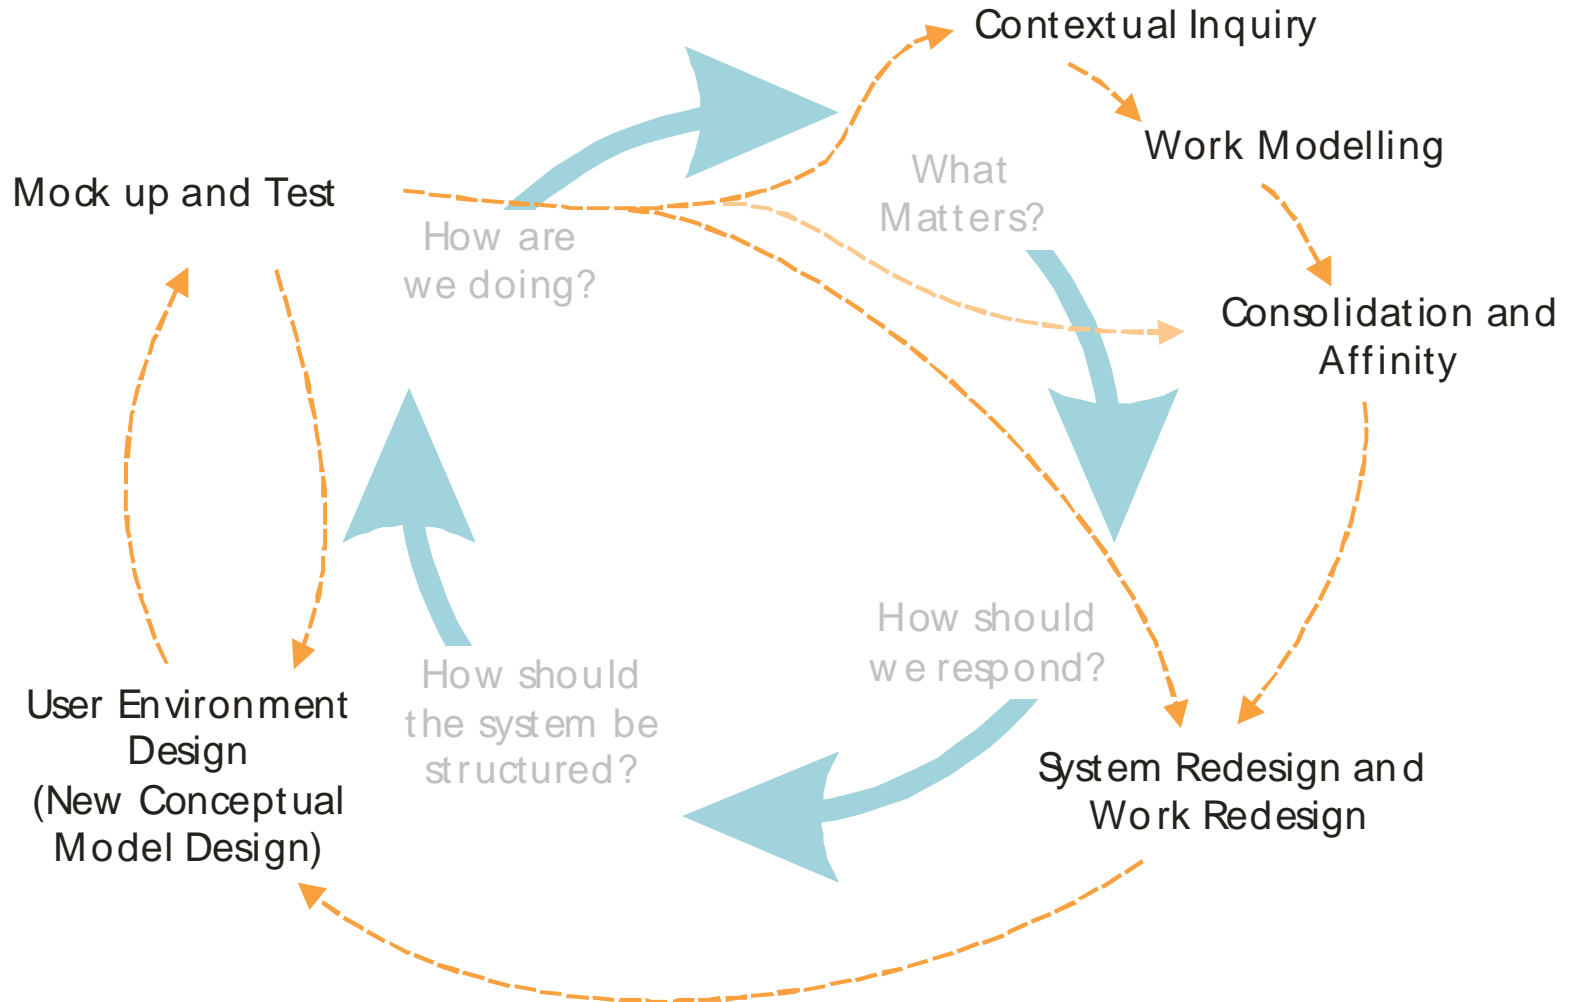 Contextual Inquiry
Work Modelling
What
Matters?
Mock up and Test
How are
we doing?
Consolidation and
Affinity
How should
we respond?
How should
the system be
structured?
User Environment
Design
(New Conceptual
Model Design)
System Redesign and
Work Redesign